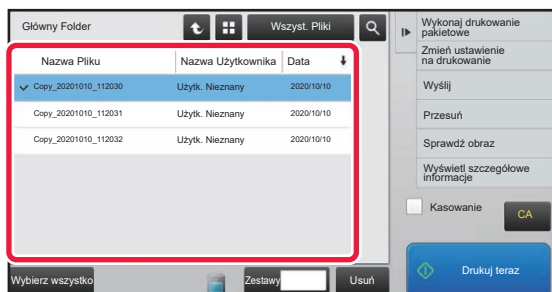 Główny Folder
Wszyst. Pliki
Nazwa Pliku Nazwa Użytkownika Data
Copy_20201010_112030 Użytk. Nieznany 2020/10/10
Copy_20201010_112031 Użytk. Nieznany 2020/10/10
Copy_20201010_112032 Użytk. Nieznany 2020/10/10
Wybierz wszystko Zestawy Usuń
Wykonaj drukowanie
pakietowe
Zmień ustawienie
na drukowanie
Wyślij
Przesuń
Sprawdź obraz
Wyświetl szczegółowe
informacje
Kasowanie
CA
Drukuj teraz